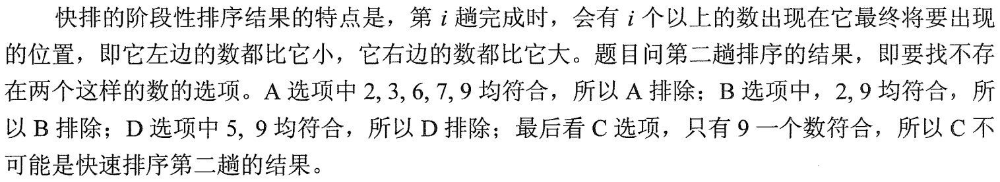 快排的阶段性排序结果的特点是，第 i 趟完成时，会有 i 个以上的数出现在它最终将要出现
的位置，即它左边的数都比它小，它右边的数都比它大。题目问第二趟排序的结果，即要找不存
在两个这样的数的选项。A 选项中 2, 3, 6, 7, 9 均符合，所以 A 排除；B 选项中，2, 9 均符合，所
以 B 排除；D 选项中 5, 9 均符合，所以 D 排除；最后看 C 选项，只有 9 一个数符合，所以 C 不
可能是快速排序第二趟的结果。